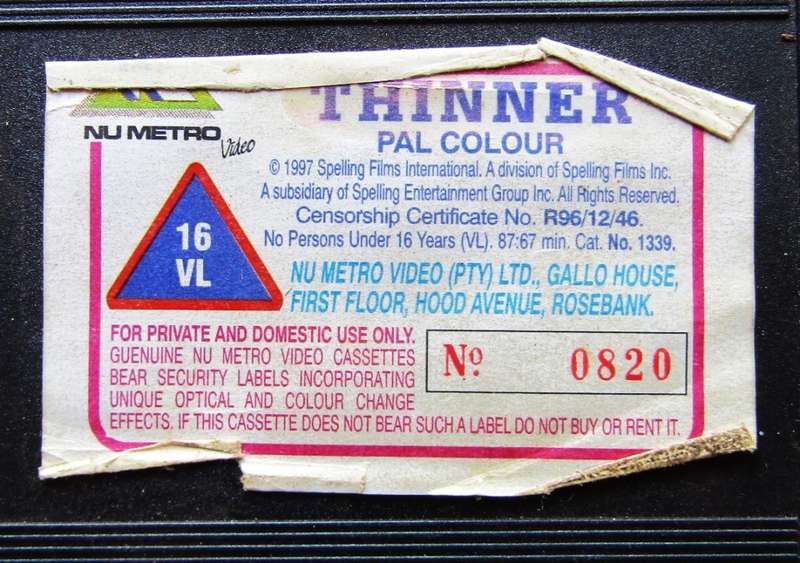 THINNER
NU METRO
Video
PAL COLOUR
© 1997 Spelling Films International. A division of Spelling Films Inc.
A subsidiary of Spelling Entertainment Group Inc. All Rights Reserved.
Censorship Certificate No. R96/12/46.
No Persons Under 16 Years (VL). 87:67 min. Cat. No. 1339.
16
VL
NU METRO VIDEO (PTY) LTD., GALLO HOUSE,
FIRST FLOOR, HOOD AVENUE, ROSEBANK.
FOR PRIVATE AND DOMESTIC USE ONLY.
GUENUINE NU METRO VIDEO CASSETTES
BEAR SECURITY LABELS INCORPORATING
UNIQUE OPTICAL AND COLOUR CHANGE
EFFECTS. IF THIS CASSETTE DOES NOT BEAR SUCH A LABEL DO NOT BUY OR RENT IT.
Nº. 0820